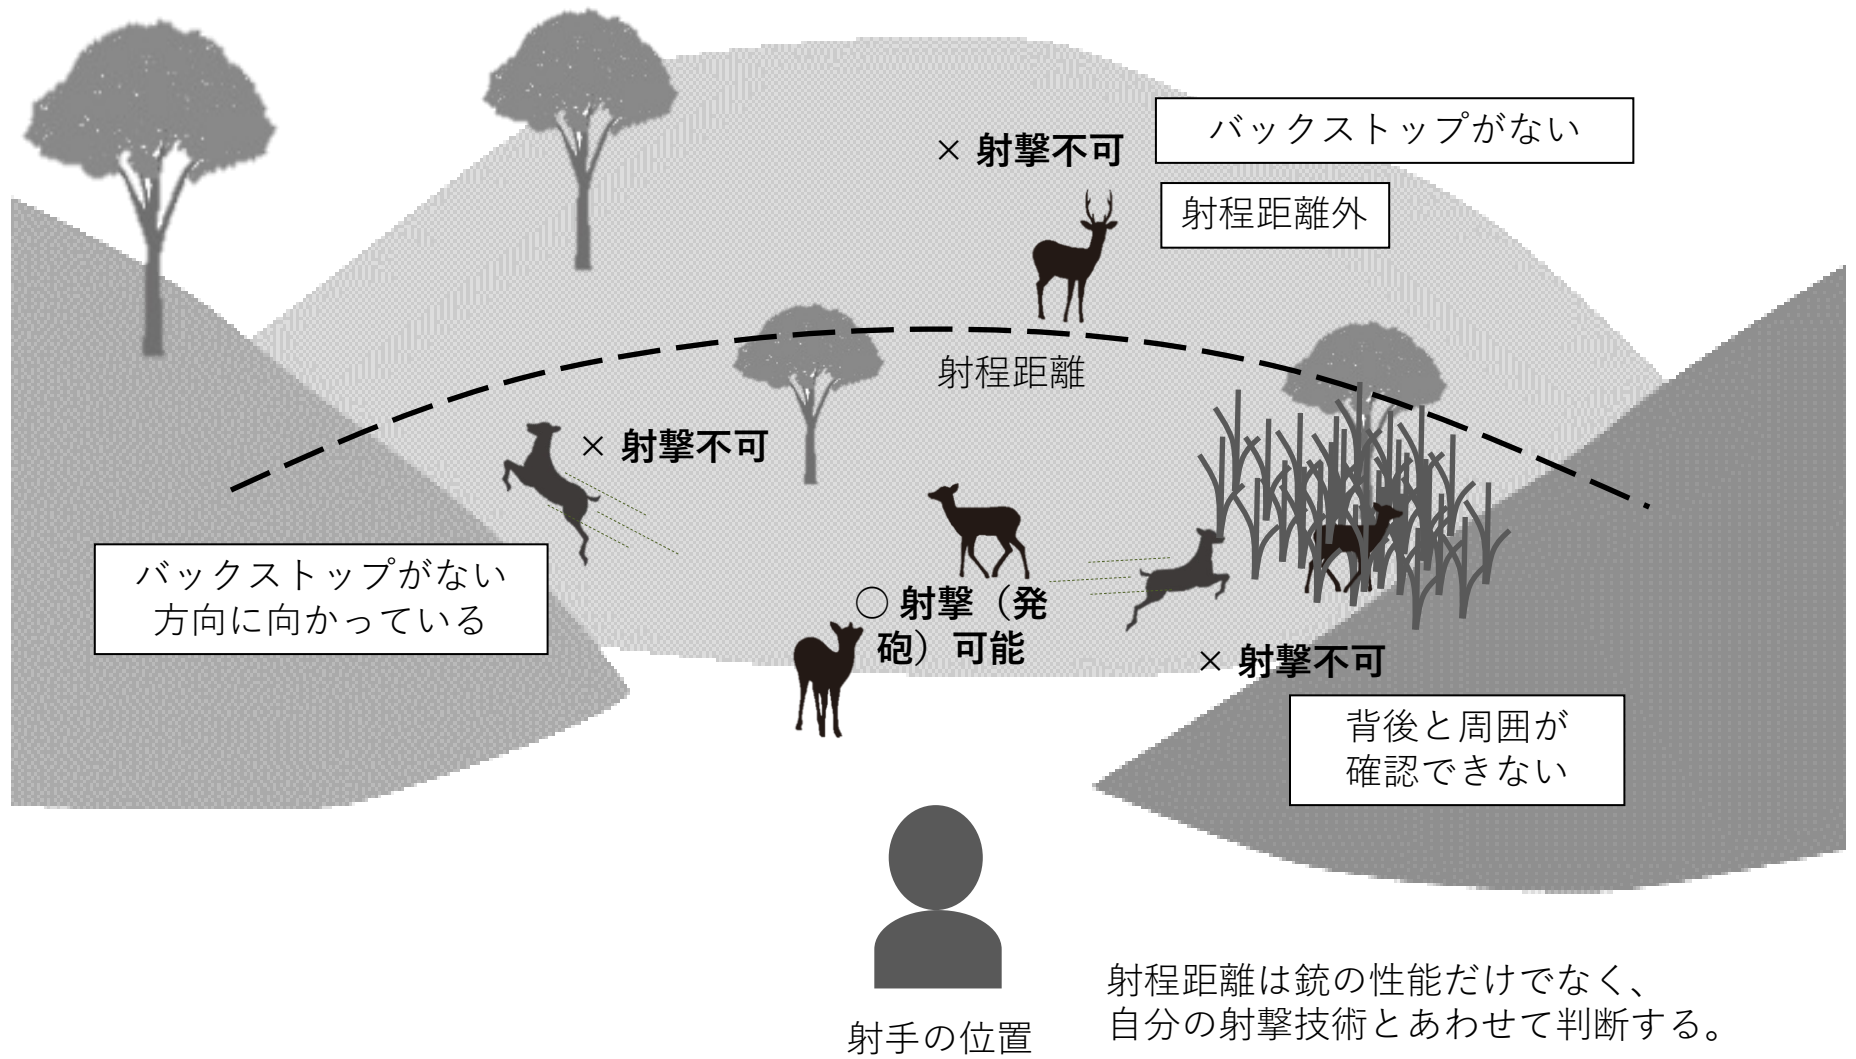 × 射撃不可
バックストップがない
射程距離外
射程距離
× 射撃不可
バックストップがない
方向に向かっている
○ 射撃（発
砲）可能
× 射撃不可
背後と周囲が
確認できない
射手の位置
射程距離は銃の性能だけでなく、
自分の射撃技術とあわせて判断する。